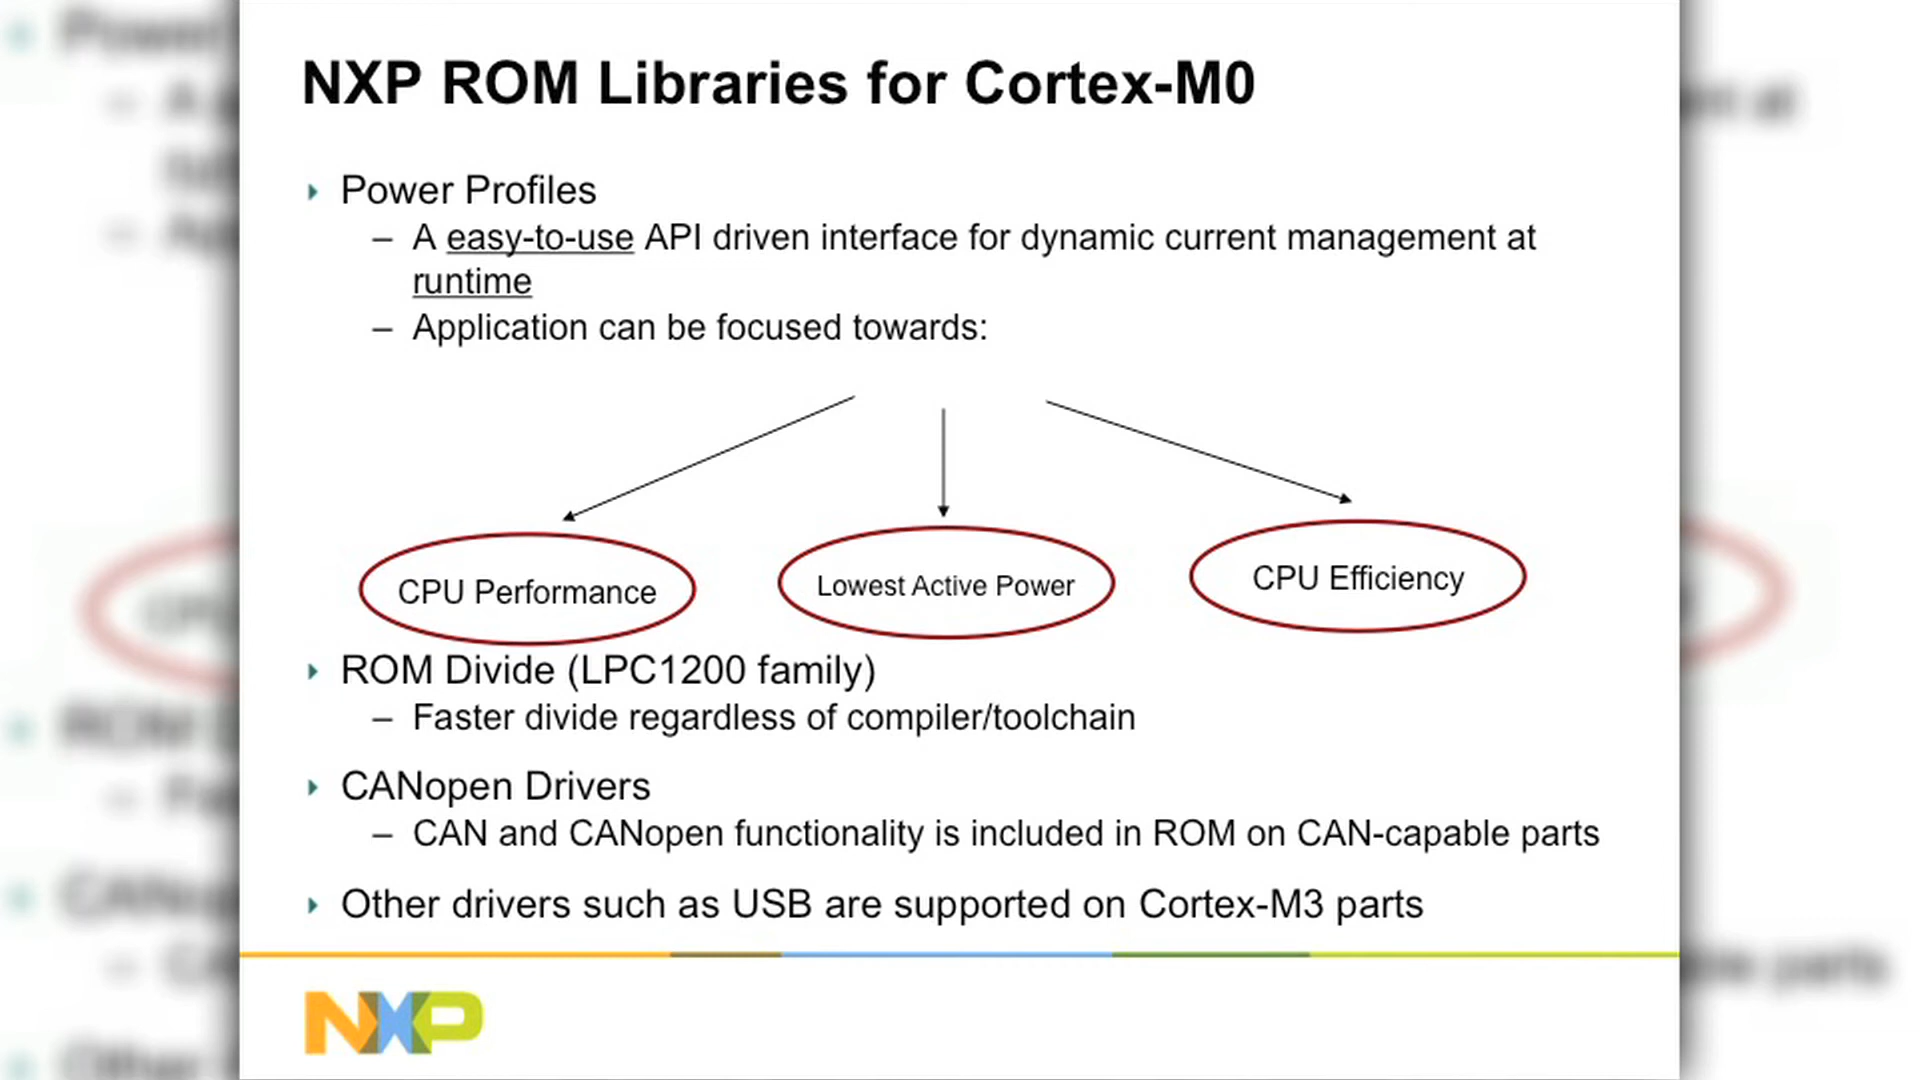 NXP ROM Libraries for Cortex-M0
Power Profiles
– A easy-to-use API driven interface for dynamic current management at
runtime
– Application can be focused towards:
CPU Performance
Lowest Active Power
CPU Efficiency
ROM Divide (LPC1200 family)
– Faster divide regardless of compiler/toolchain
CANopen Drivers
– CAN and CANopen functionality is included in ROM on CAN-capable parts
Other drivers such as USB are supported on Cortex-M3 parts
NXP